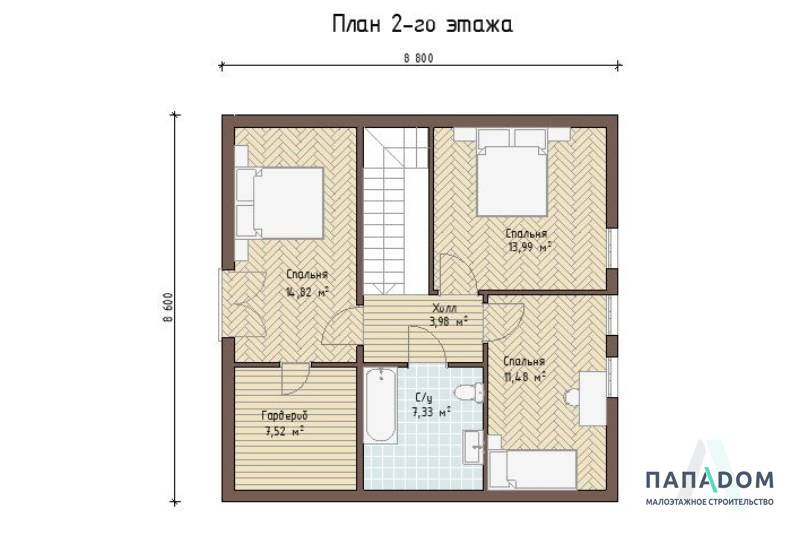 План 2-го этажа
8 800
8 600
Спальня
13,99 м²
Спальня
14,82 м²
Холл
3,98 м²
Спальня
11,48 м²
С/у
7,33 м²
Гардероб
7,52 м²
ПАПАДОМ
МАЛОЭТАЖНОЕ СТРОИТЕЛЬСТВО